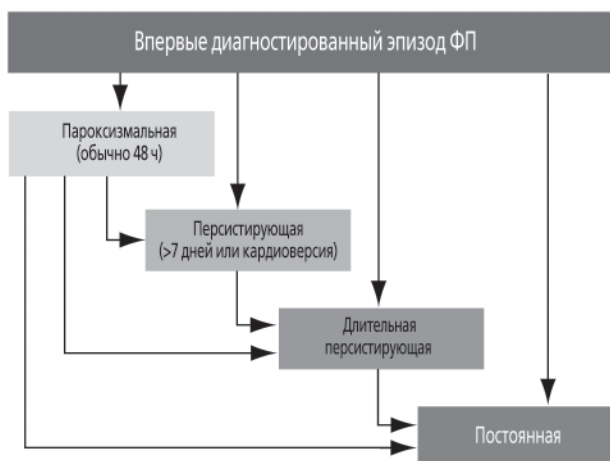 Впервые диагностированный эпизод ФП
Пароксизмальная
(обычно 48 ч)
Персистирующая
(>7 дней или кардиоверсия)
Длительная
персистирующая
Постоянная